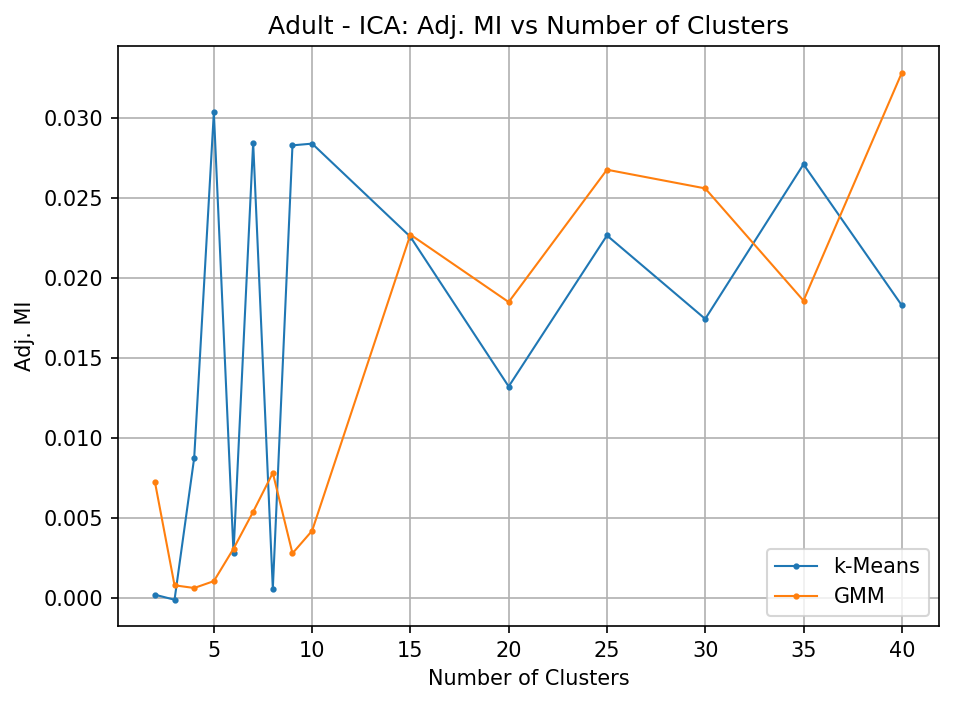 Adult - ICA: Adj. MI vs Number of Clusters
Adj. MI
0.030
0.025
0.020
0.015
0.010
0.005
0.000
5 10 15 20 25 30 35 40
Number of Clusters
k-Means
GMM